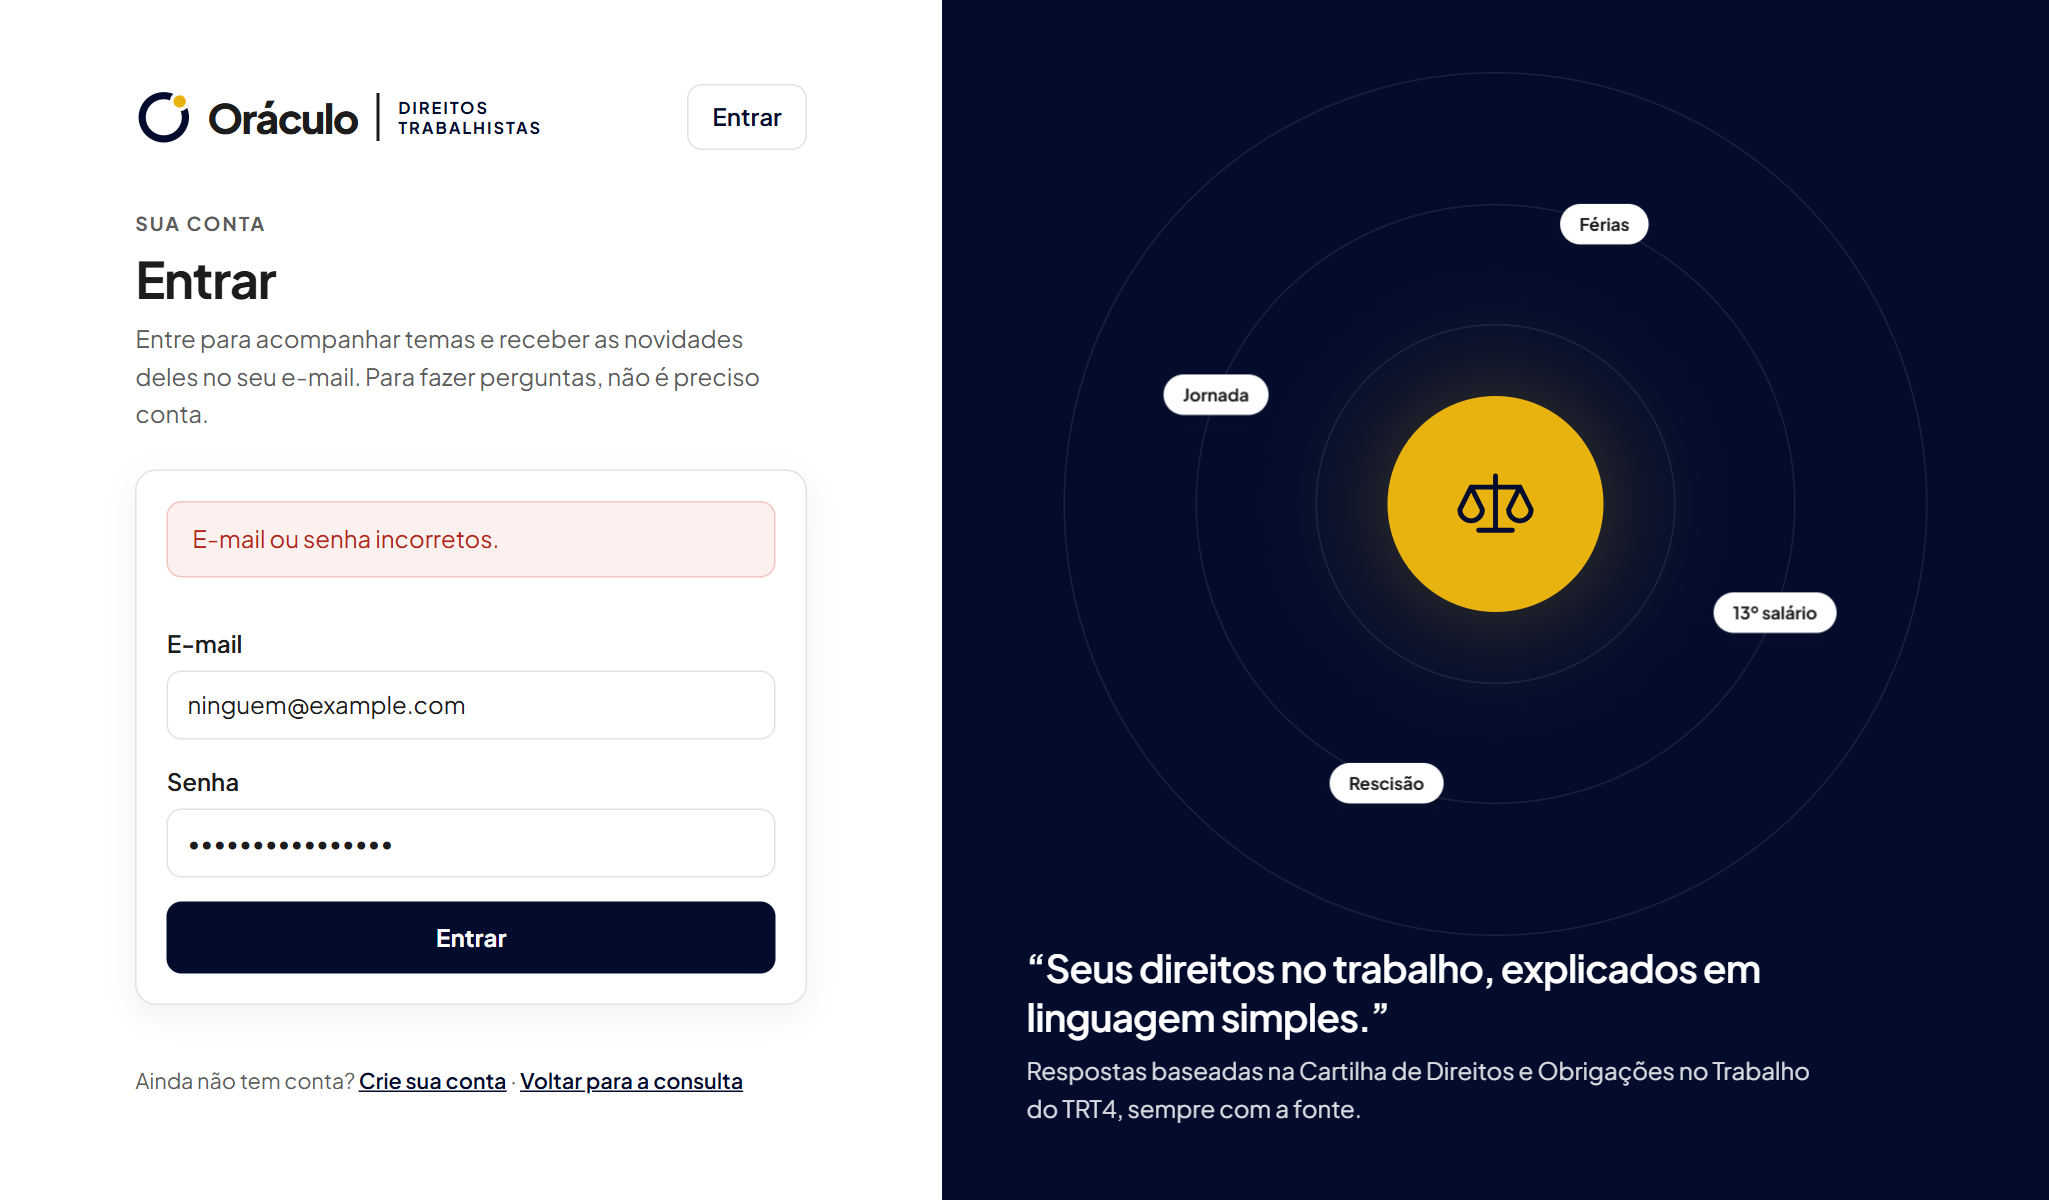 Oráculo
DIREITOS
TRABALHISTAS
Entrar
SUA CONTA
Entrar
Entre para acompanhar temas e receber as novidades
deles no seu e-mail. Para fazer perguntas, não é preciso
conta.
E-mail ou senha incorretos.
E-mail
ninguem@example.com
Senha
••••••••••••••••
Entrar
Ainda não tem conta? Crie sua conta · Voltar para a consulta
Férias
Jornada
13º salário
Rescisão
“Seus direitos no trabalho, explicados em
linguagem simples.”
Respostas baseadas na Cartilha de Direitos e Obrigações no Trabalho
do TRT4, sempre com a fonte.